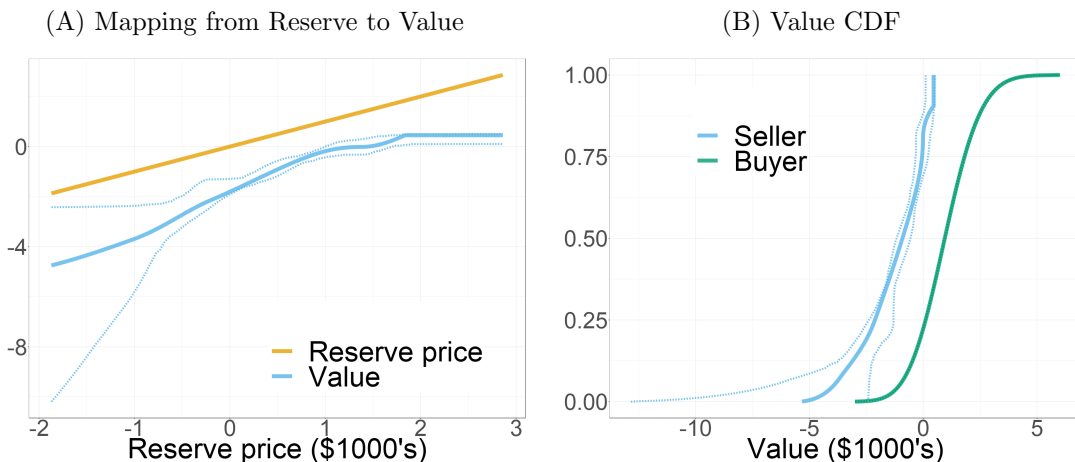 (A) Mapping from Reserve to Value
0
-4
-8
Reserve price
Value
-2 -1 0 1 2 3
Reserve price ($1000's)
(B) Value CDF
1.00
0.75
0.50
0.25
0.00
Seller
Buyer
-10 -5 0 5
Value ($1000's)